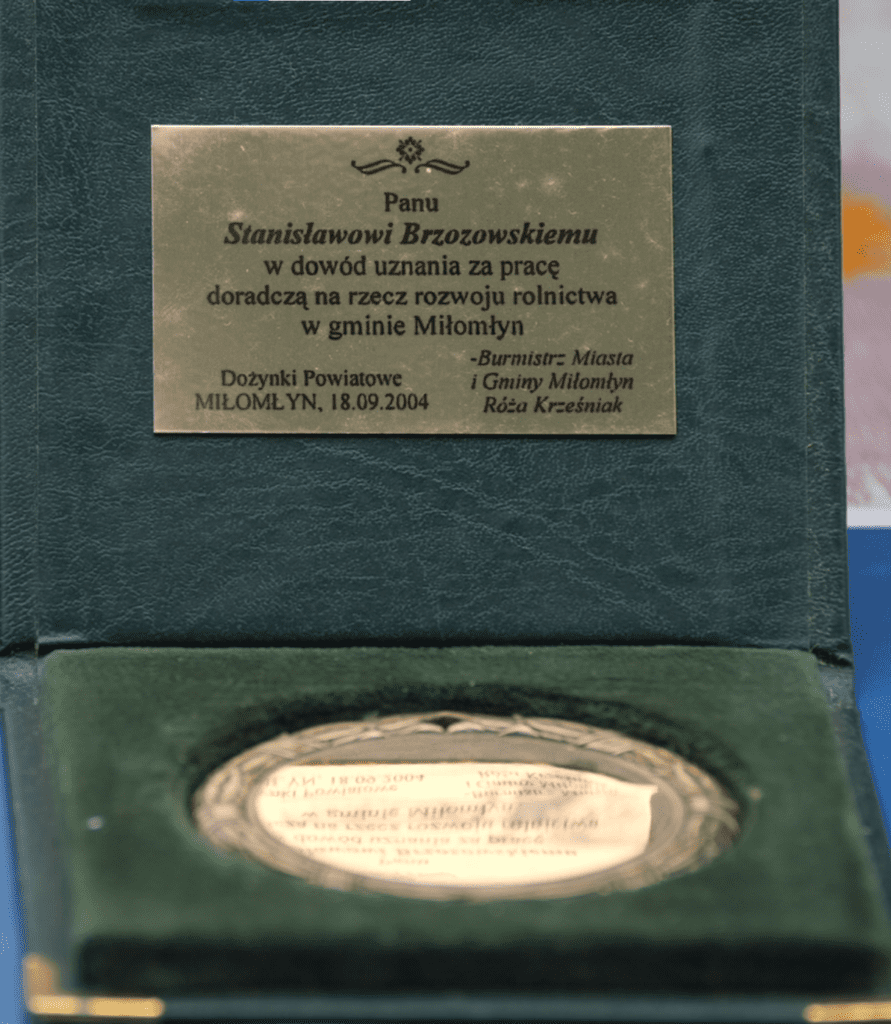 Panu
Stanisławowi Brzozowskiemu
w dowód uznania za pracę
doradczą na rzecz rozwoju rolnictwa
w gminie Miłomłyn
Dożynki Powiatowe
MIŁOMŁYN, 18.09.2004
-Burmistrz Miasta
i Gminy Miłomłyn
Róża Krześniak